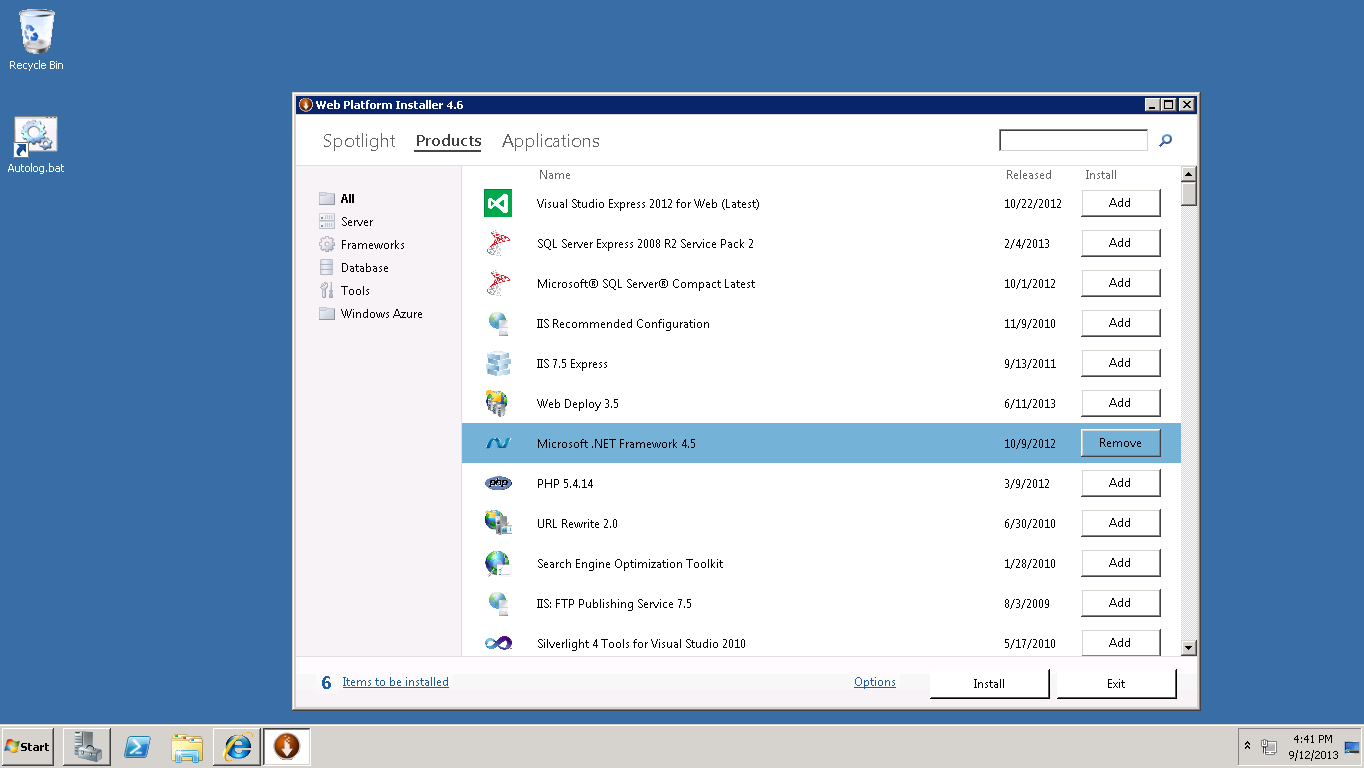 Recycle Bin
Autolog.bat
Web Platform Installer 4.6
Spotlight Products Applications
All
Server
Frameworks
Database
Tools
Windows Azure
Name Released Install
Visual Studio Express 2012 for Web (Latest) 10/22/2012 Add
SQL Server Express 2008 R2 Service Pack 2 2/4/2013 Add
Microsoft® SQL Server® Compact Latest 10/1/2012 Add
IIS Recommended Configuration 11/9/2010 Add
IIS 7.5 Express 9/13/2011 Add
Web Deploy 3.5 6/11/2013 Add
Microsoft .NET Framework 4.5 10/9/2012 Remove
php PHP 5.4.14 3/9/2012 Add
URL Rewrite 2.0 6/30/2010 Add
Search Engine Optimization Toolkit 1/28/2010 Add
IIS: FTP Publishing Service 7.5 8/3/2009 Add
Silverlight 4 Tools for Visual Studio 2010 5/17/2010 Add
6 Items to be installed Options Install Exit
Start
4:41 PM
9/12/2013